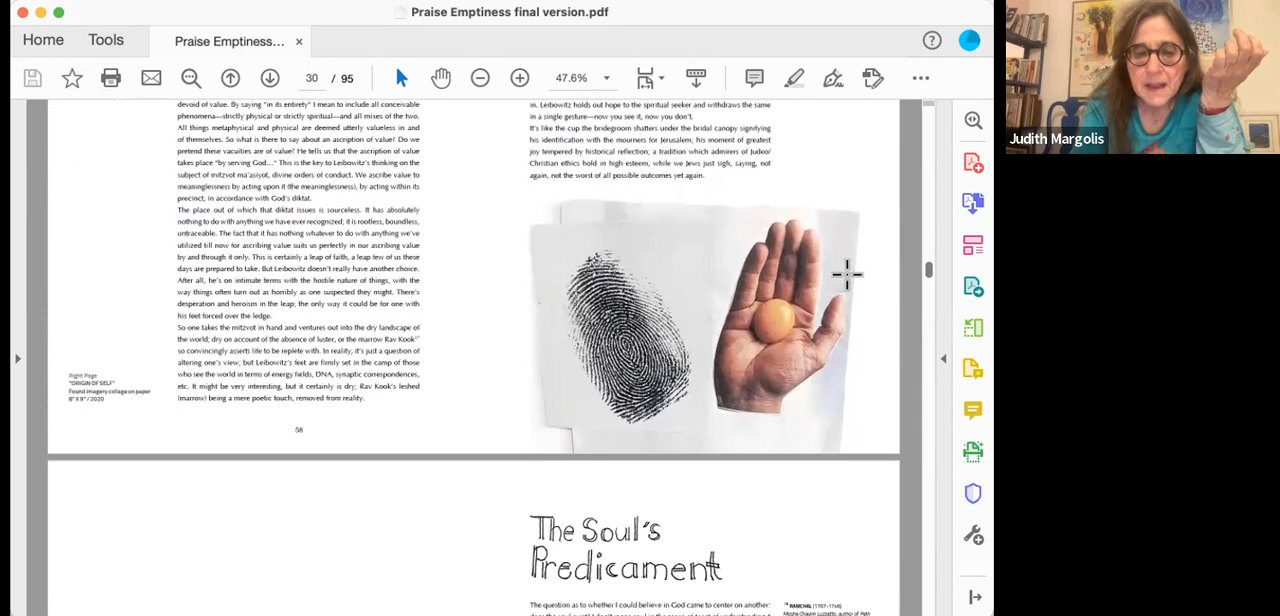 Praise Emptiness final version.pdf
Home
Tools
Praise Emptiness...
30 / 95
47.6%
Judith Margolis
devoid of value. By saying "in its entirety" I mean to include all conceivable
phenomena—strictly physical or strictly spiritual—and all mixes of the two.
All things metaphysical and physical are deemed utterly valueless in and
of themselves. So what is there to say about an ascription of value? Do we
pretend these vacuities are of value? He tells us that the ascription of value
takes place "by serving God..." This is the key to Leibowitz's thinking on the
subject of mitzvot ma'asiyot, divine orders of conduct. We ascribe value to
meaninglessness by acting upon it (the meaninglessness), by acting within its
precinct, in accordance with God's diktat.
The place out of which that diktat issues is sourceless. It has absolutely
nothing to do with anything we have ever recognized; it is rootless, boundless,
untraceable. The fact that it has nothing whatever to do with anything we've
utilized till now for ascribing value suits us perfectly in our ascribing value
by and through it only. This is certainly a leap of faith, a leap few of us these
days are prepared to take. But Leibowitz doesn't really have another choice.
After all, he's on intimate terms with the hostile nature of things, with the
way things often turn out as horribly as one suspected they might. There's
desperation and heroism in the leap; the only way it could be for one with
his feet forced over the ledge.
So one takes the mitzvot in hand and ventures out into the dry landscape of
the world; dry on account of the absence of luster, or the marrow Rav Kook
so convincingly asserts life to be replete with. In reality, it's just a question of
altering one's view; but Leibowitz's feet are firmly set in the camp of those
who see the world in terms of energy fields, DNA, synaptic correspondences,
etc. It might be very interesting, but it certainly is dry; Rav Kook's leshed
(marrow) being a mere poetic touch, removed from reality.
Right Page
"ORIGIN OF SELF"
Found imagery collage on paper
8" X 9" / 2020
58
in. Leibowitz holds out hope to the spiritual seeker and withdraws the same
in a single gesture—now you see it, now you don't.
It's like the cup the bridegroom shatters under the bridal canopy signifying
his identification with the mourners for Jerusalem; his moment of greatest
joy tempered by historical reflection; a tradition which admirers of Judeo/
Christian ethics hold in high esteem, while we Jews just sigh, saying, not
again, not the worst of all possible outcomes yet again.
The Soul's
Predicament
The question as to whether I could believe in God came to center on another:
RAMCHAL (1707–1746)
Moshe Chayim Luzzatto; author of Path